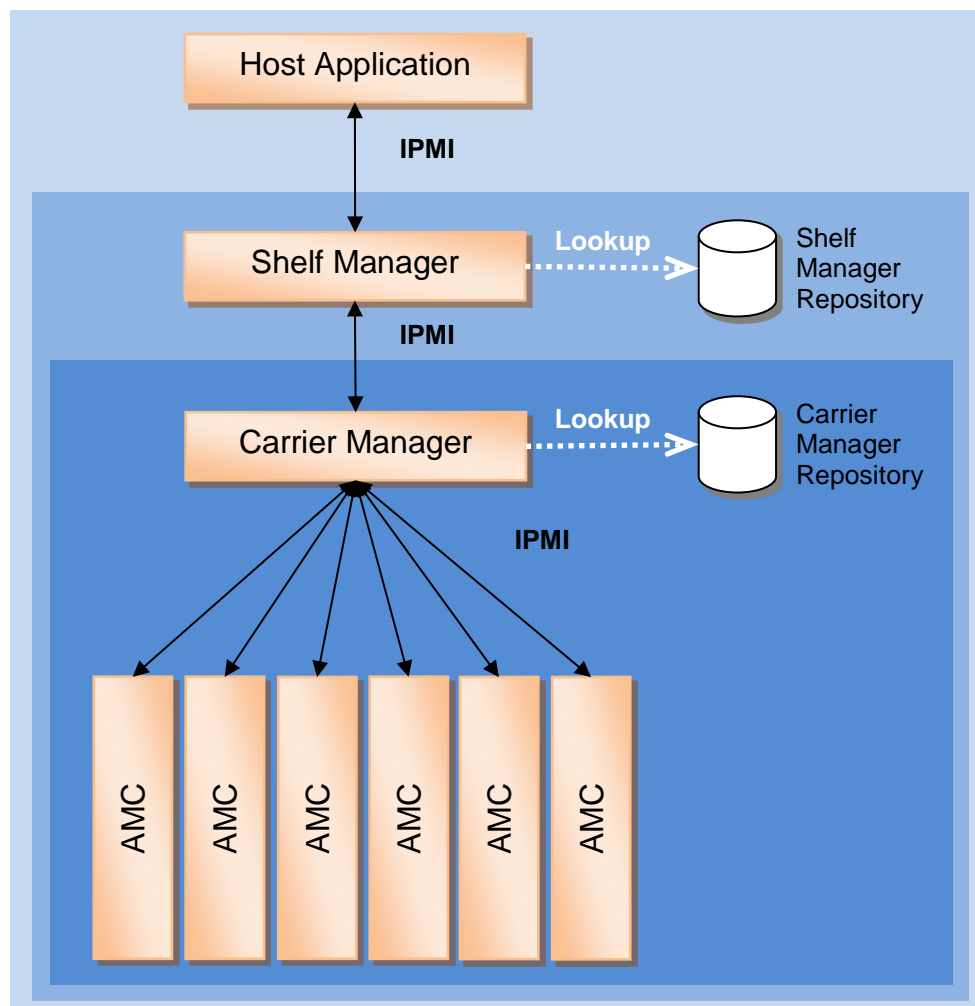 Host Application
IPMI
Shelf Manager
Lookup
Shelf
Manager
Repository
IPMI
Carrier Manager
Lookup
Carrier
Manager
Repository
IPMI
AMC
AMC
AMC
AMC
AMC
AMC